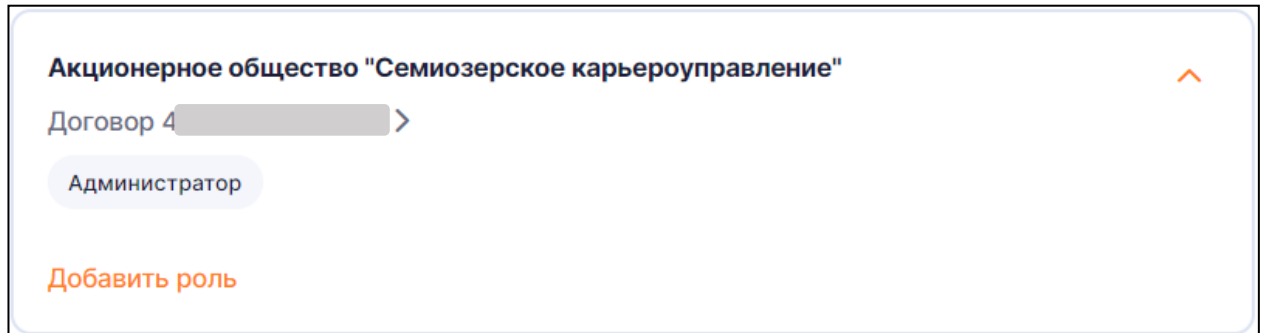 Акционерное общество "Семиозерское карьероуправление"
Договор 4
Администратор
Добавить роль